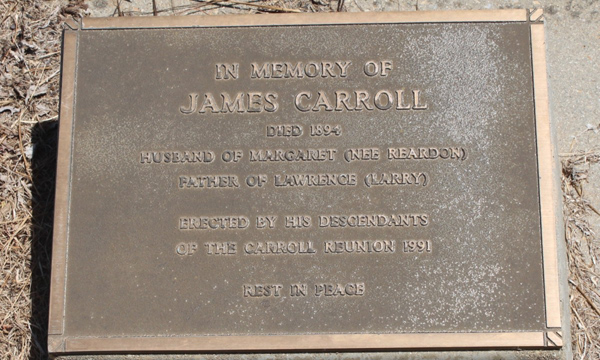 IN MEMORY OF
JAMES CARROLL
DIED 1894
HUSBAND OF MARGARET (NEE REARDON)
FATHER OF LAWRENCE (LARRY)
ERECTED BY HIS DESCENDANTS
OF THE CARROLL REUNION 1991
REST IN PEACE